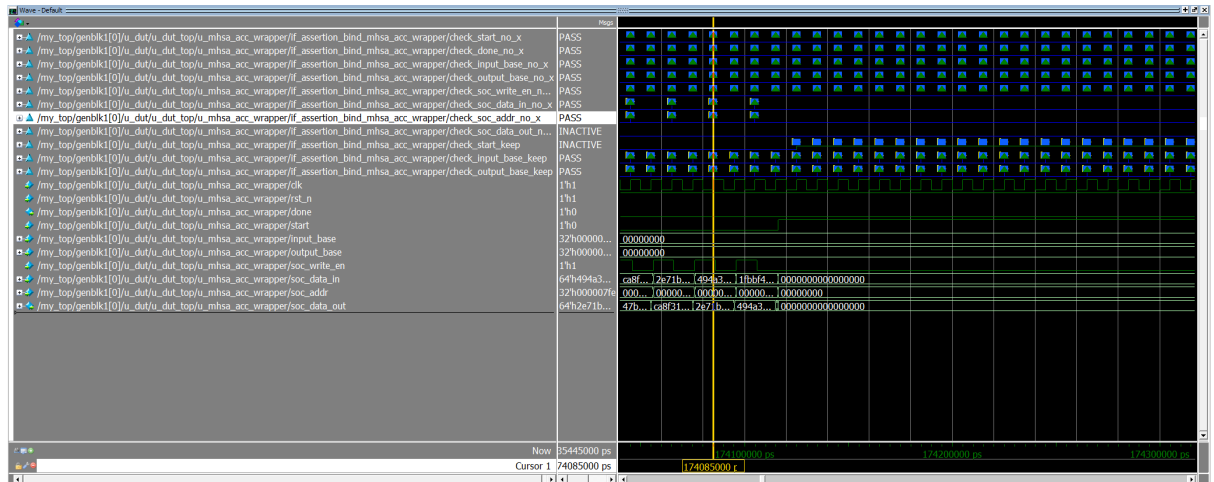 Wave - Default
Msgs
/my_top/genblk1[0]/u_dut/u_dut_top/u_mhsa_acc_wrapper/if_assertion_bind_mhsa_acc_wrapper/check_start_no_x PASS
/my_top/genblk1[0]/u_dut/u_dut_top/u_mhsa_acc_wrapper/if_assertion_bind_mhsa_acc_wrapper/check_done_no_x PASS
/my_top/genblk1[0]/u_dut/u_dut_top/u_mhsa_acc_wrapper/if_assertion_bind_mhsa_acc_wrapper/check_input_base_no_x PASS
/my_top/genblk1[0]/u_dut/u_dut_top/u_mhsa_acc_wrapper/if_assertion_bind_mhsa_acc_wrapper/check_output_base_no_x PASS
/my_top/genblk1[0]/u_dut/u_dut_top/u_mhsa_acc_wrapper/if_assertion_bind_mhsa_acc_wrapper/check_soc_write_en_n... PASS
/my_top/genblk1[0]/u_dut/u_dut_top/u_mhsa_acc_wrapper/if_assertion_bind_mhsa_acc_wrapper/check_soc_data_in_no_x PASS
/my_top/genblk1[0]/u_dut/u_dut_top/u_mhsa_acc_wrapper/if_assertion_bind_mhsa_acc_wrapper/check_soc_addr_no_x PASS
/my_top/genblk1[0]/u_dut/u_dut_top/u_mhsa_acc_wrapper/if_assertion_bind_mhsa_acc_wrapper/check_soc_data_out_n... INACTIVE
/my_top/genblk1[0]/u_dut/u_dut_top/u_mhsa_acc_wrapper/if_assertion_bind_mhsa_acc_wrapper/check_start_keep INACTIVE
/my_top/genblk1[0]/u_dut/u_dut_top/u_mhsa_acc_wrapper/if_assertion_bind_mhsa_acc_wrapper/check_input_base_keep PASS
/my_top/genblk1[0]/u_dut/u_dut_top/u_mhsa_acc_wrapper/if_assertion_bind_mhsa_acc_wrapper/check_output_base_keep PASS
/my_top/genblk1[0]/u_dut/u_dut_top/u_mhsa_acc_wrapper/clk 1'h1
/my_top/genblk1[0]/u_dut/u_dut_top/u_mhsa_acc_wrapper/rst_n 1'h1
/my_top/genblk1[0]/u_dut/u_dut_top/u_mhsa_acc_wrapper/done 1'h0
/my_top/genblk1[0]/u_dut/u_dut_top/u_mhsa_acc_wrapper/start 1'h0
/my_top/genblk1[0]/u_dut/u_dut_top/u_mhsa_acc_wrapper/input_base 32'h00000... 00000000
/my_top/genblk1[0]/u_dut/u_dut_top/u_mhsa_acc_wrapper/output_base 32'h00000... 00000000
/my_top/genblk1[0]/u_dut/u_dut_top/u_mhsa_acc_wrapper/soc_write_en 1'h1
/my_top/genblk1[0]/u_dut/u_dut_top/u_mhsa_acc_wrapper/soc_data_in 64'h494a3... ca8f... 2e71b... 494a3... 1fbbf4... 0000000000000000
/my_top/genblk1[0]/u_dut/u_dut_top/u_mhsa_acc_wrapper/soc_addr 32'h000007fe 000... 00000... 00000... 00000... 00000000
/my_top/genblk1[0]/u_dut/u_dut_top/u_mhsa_acc_wrapper/soc_data_out 64'h2e71b... 47b... ca8f31... 2e71b... 494a3... 0000000000000000
Now 35445000 ps 174100000 ps 174200000 ps 174300000 ps
Cursor 1 74085000 ps 174085000 p